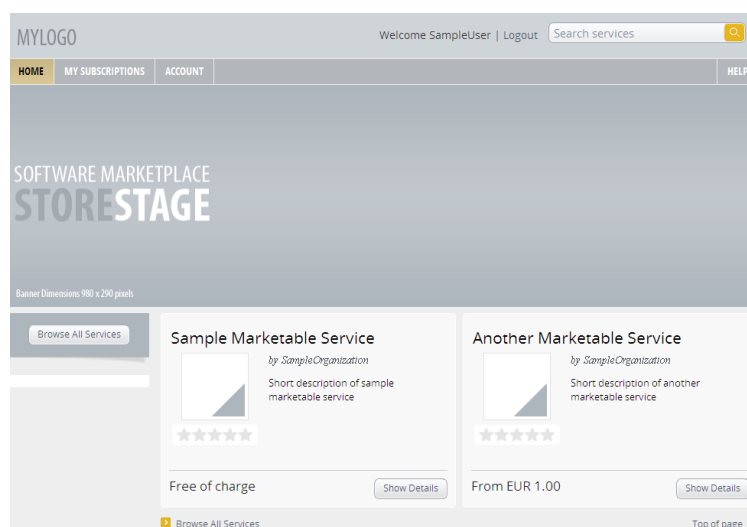 MYLOGO
Welcome SampleUser | Logout
Search services
HOME
MY SUBSCRIPTIONS
ACCOUNT
HELP
SOFTWARE MARKETPLACE
STORESTAGE
Banner Dimensions 980 x 290 pixels
Browse All Services
Sample Marketable Service
by SampleOrganization
Short description of sample
marketable service
Free of charge
Show Details
Another Marketable Service
by SampleOrganization
Short description of another
marketable service
From EUR 1.00
Show Details
Browse All Services
Top of page